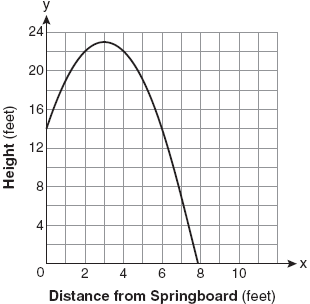 y
24
20
16
12
8
4
Height (feet)
0 2 4 6 8 10 x
Distance from Springboard (feet)